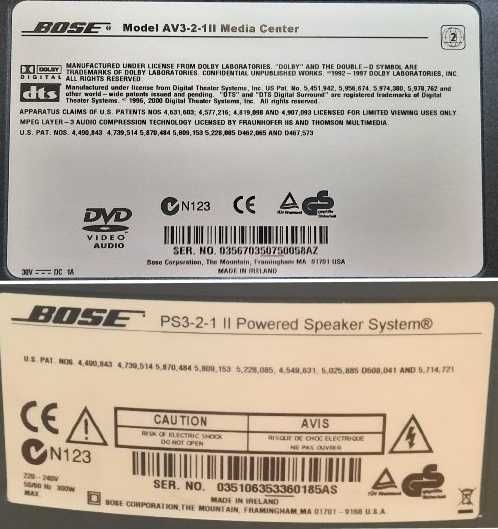 BOSE® Model AV3-2-1II Media Center
2
DOLBY
DIGITAL
MANUFACTURED UNDER LICENSE FROM DOLBY LABORATORIES. "DOLBY" AND THE DOUBLE-D SYMBOL ARE
TRADEMARKS OF DOLBY LABORATORIES. CONFIDENTIAL UNPUBLISHED WORKS. ©1992 - 1997 DOLBY LABORATORIES, INC.
ALL RIGHTS RESERVED.
dts
Manufactured under license from Digital Theater Systems, Inc. US Pat. No. 5,451,942, 5,956,674, 5,974,380, 5,978,762 and
other world - wide patents issued and pending. "DTS" and "DTS Digital Surround" are registered trademarks of Digital
Theater Systems. © 1996, 2000 Digital Theater Systems, Inc. All rights reserved.
APPARATUS CLAIMS OF U.S. PATENTS NOS 4,631,603; 4,577,216; 4,819,098 AND 4,907,093 LICENSED FOR LIMITED VIEWING USES ONLY
MPEG LAYER - 3 AUDIO COMPRESSION TECHNOLOGY LICENSED BY FRAUNHOFER IIS AND THOMSON MULTIMEDIA.
U.S. PAT. NOS. 4,490,843 4,739,514 5,870,484 5,809,153 5,228,085 D462,065 AND D467,573
DVD
VIDEO
AUDIO
N123 CE GS
SER. NO. 035670350750058AZ
Bose Corporation, The Mountain, Framingham MA 01701 USA
MADE IN IRELAND
30V DC 1A
BOSE® PS3-2-1 II Powered Speaker System®
U.S. PAT. NOS. 4,490,843 4,739,514 5,870,484 5,809,153 5,228,085, 4,549,631, 5,025,885 D508,041 AND 5,714,721
CE
CAUTION
RISK OF ELECTRIC SHOCK
DO NOT OPEN
AVIS
RISQUE DE CHOC ELECTRIQUE
NE PAS OUVRIR
N123
220 - 240V
50/60 Hz 300W
MAX
SER. NO. 035106353360185AS
MADE IN IRELAND
BOSE CORPORATION, THE MOUNTAIN, FRAMINGHAM, MA 01701 - 9168 U.S.A.
GS